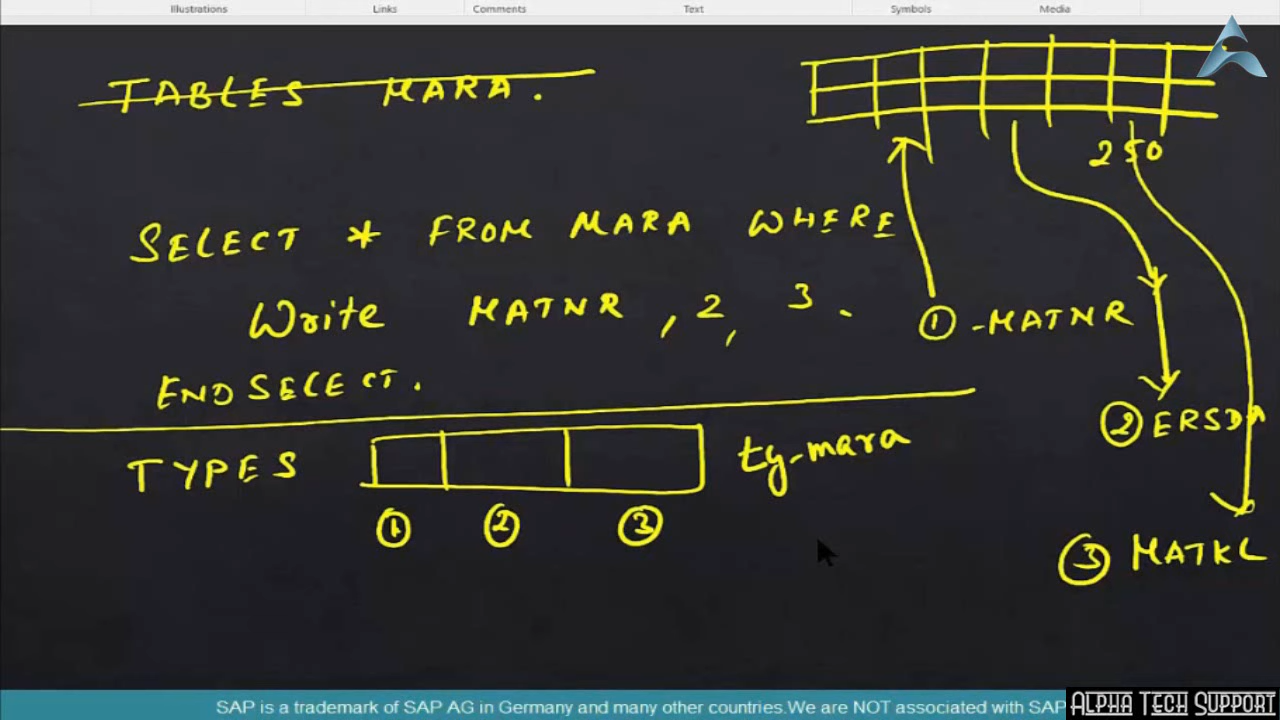 Illustrations Links Comments Text Symbols Media
TABLES MARA.
250
SELECT * FROM MARA WHERE
Write MATNR , 2 , 3 .
① -MATNR
ENDSELECT.
② ERSDA
TYPES ty-mara
① ② ③
③ MATKL
SAP is a trademark of SAP AG in Germany and many other countries.We are NOT associated with SAP
ALPHA TECH SUPPORT